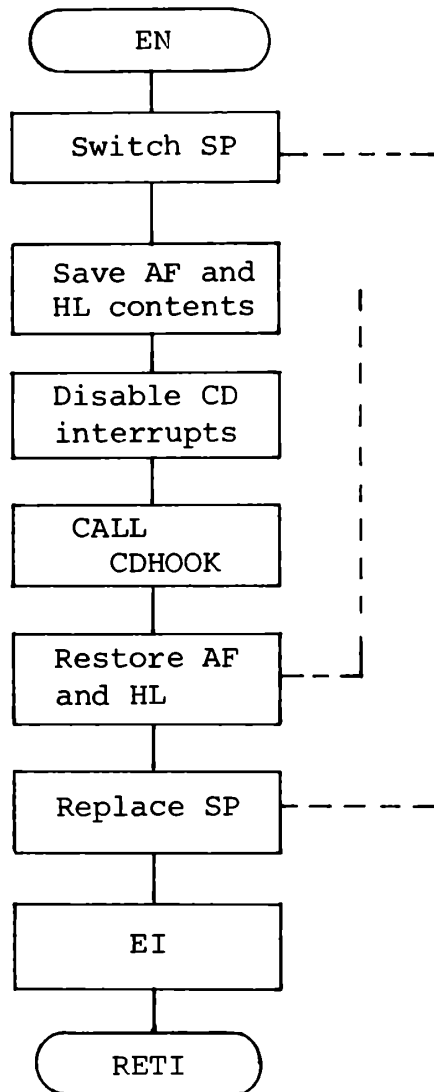 EN
Switch SP
Save AF and
HL contents
Disable CD
interrupts
CALL
CDHOOK
Restore AF
and HL
Replace SP
EI
RETI